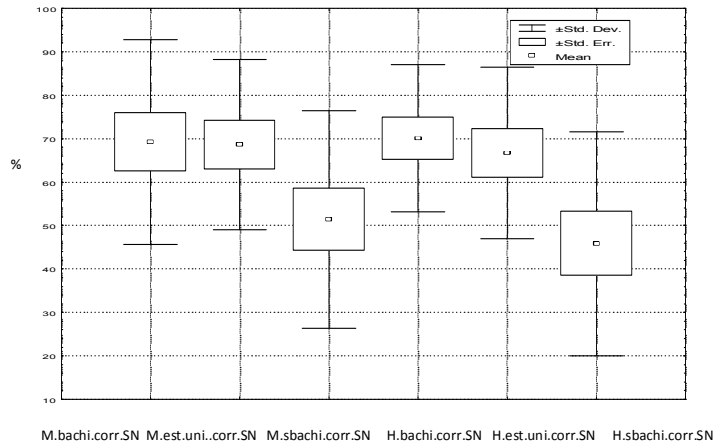 100
±Std. Dev.
±Std. Err.
Mean
90
80
70
%
60
50
40
30
20
10
M.bachi.corr.SN M.est.uni..corr.SN M.sbachi.corr.SN H.bachi.corr.SN H.est.uni.corr.SN H.sbachi.corr.SN